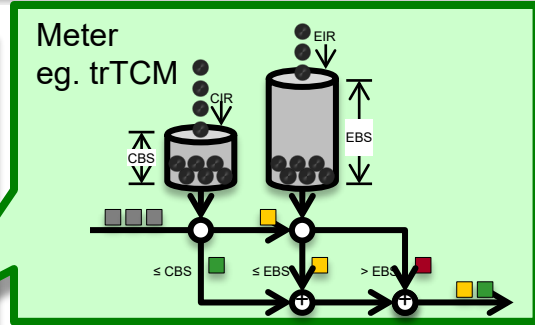 Meter
eg. trTCM
EIR
CIR
CBS
EBS
≤ CBS
≤ EBS
> EBS
+
+